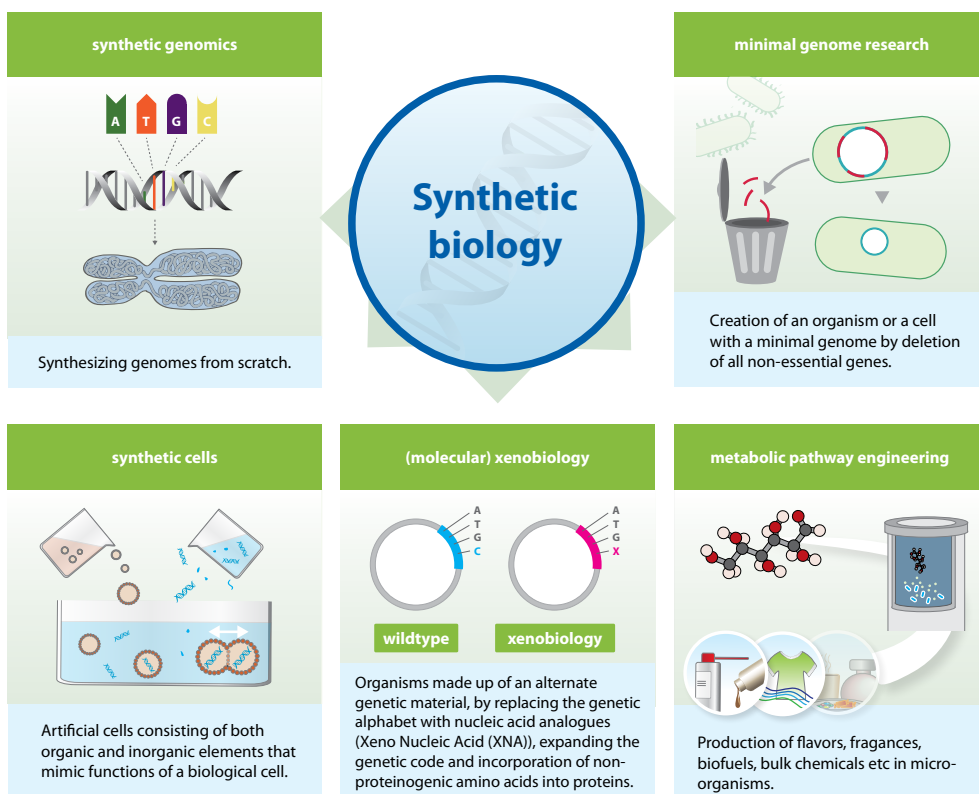 synthetic genomics
A T G C
Synthesizing genomes from scratch.
Synthetic
biology
minimal genome research
Creation of an organism or a cell
with a minimal genome by deletion
of all non-essential genes.
synthetic cells
Artificial cells consisting of both
organic and inorganic elements that
mimic functions of a biological cell.
(molecular) xenobiology
A
T
G
C
A
T
G
X
wildtype
xenobiology
Organisms made up of an alternate
genetic material, by replacing the genetic
alphabet with nucleic acid analogues
(Xeno Nucleic Acid (XNA)), expanding the
genetic code and incorporation of non-
proteinogenic amino acids into proteins.
metabolic pathway engineering
Production of flavors, fragances,
biofuels, bulk chemicals etc in micro-
organisms.